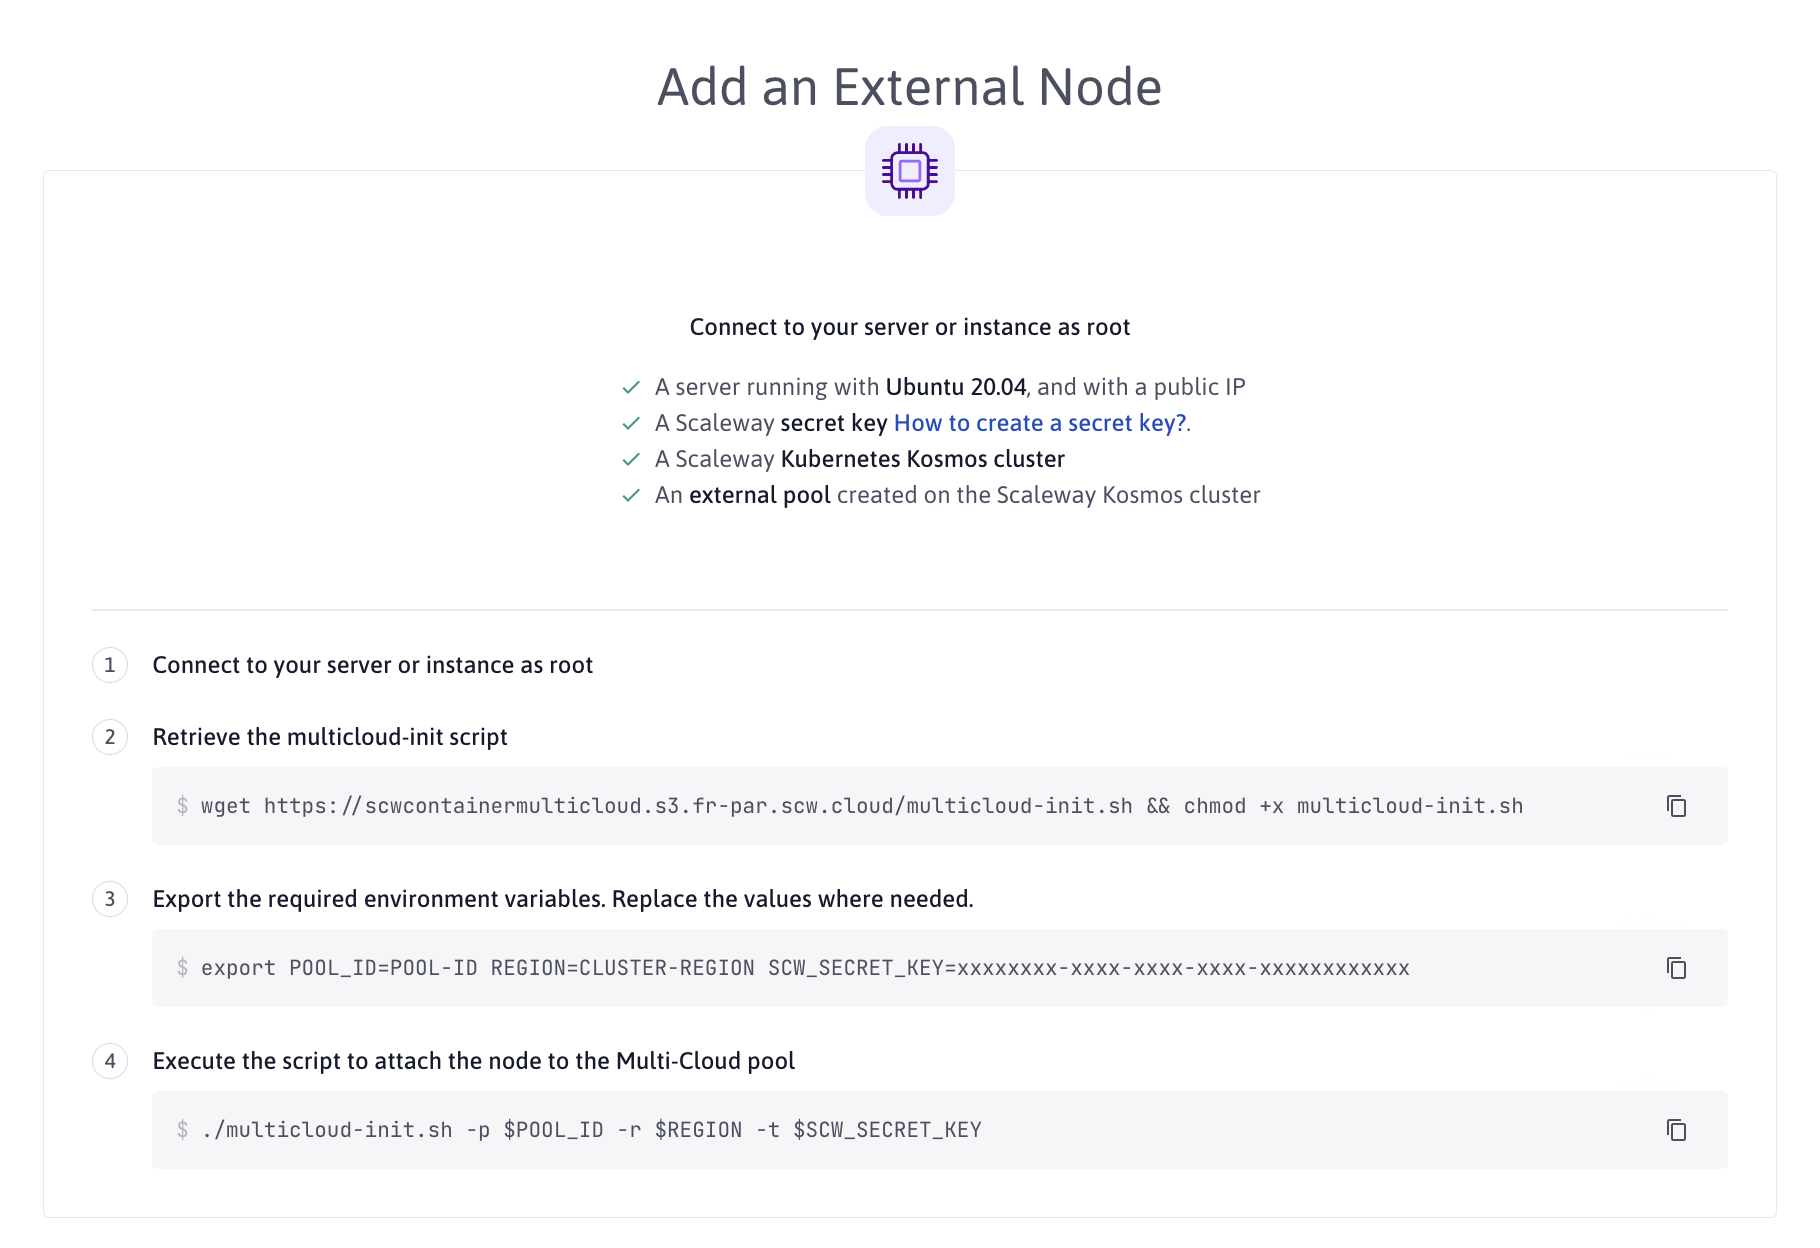 Add an External Node
Connect to your server or instance as root
A server running with Ubuntu 20.04, and with a public IP
A Scaleway secret key How to create a secret key?.
A Scaleway Kubernetes Kosmos cluster
An external pool created on the Scaleway Kosmos cluster
1 Connect to your server or instance as root
2 Retrieve the multicloud-init script
$ wget https://scwcontainermulticloud.s3.fr-par.scw.cloud/multicloud-init.sh && chmod +x multicloud-init.sh
3 Export the required environment variables. Replace the values where needed.
$ export POOL_ID=POOL-ID REGION=CLUSTER-REGION SCW_SECRET_KEY=xxxxxxxx-xxxx-xxxx-xxxx-xxxxxxxxxxxx
4 Execute the script to attach the node to the Multi-Cloud pool
$ ./multicloud-init.sh -p $POOL_ID -r $REGION -t $SCW_SECRET_KEY